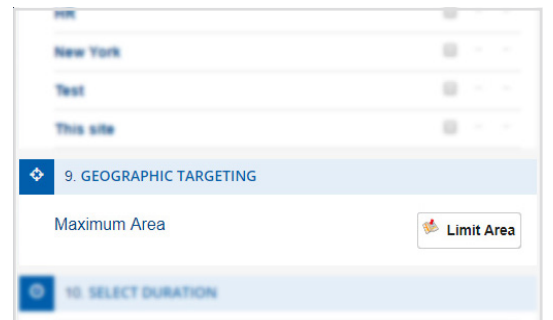 HR
New York
Test
This site
9. GEOGRAPHIC TARGETING
Maximum Area
Limit Area
10. SELECT DURATION